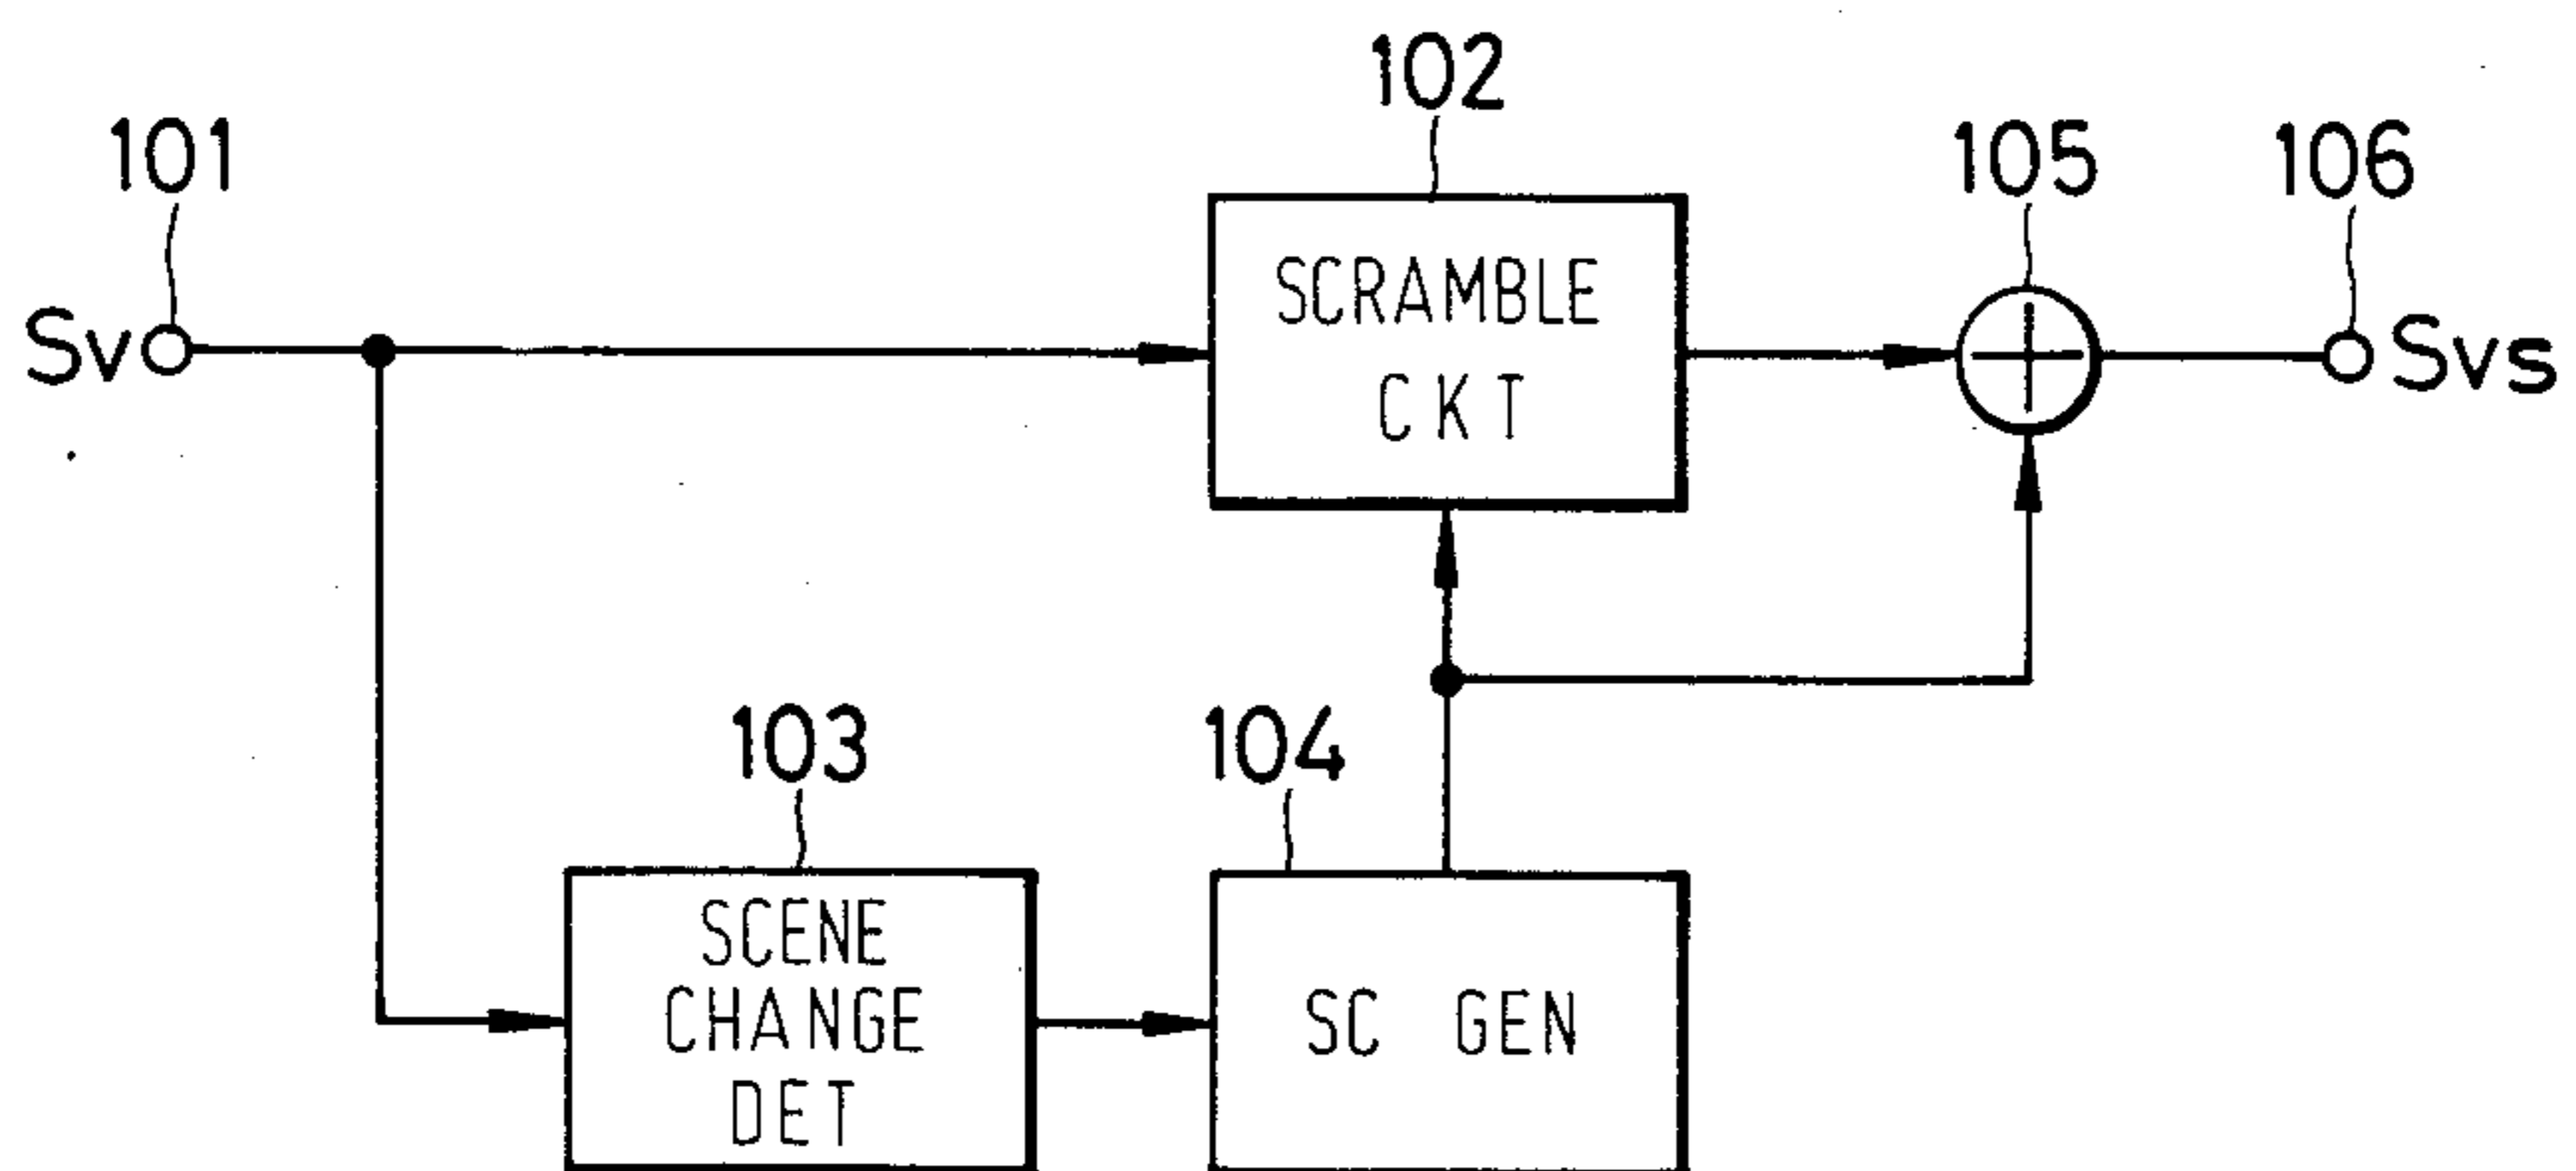 102
101
105
106
SCRAMBLE
CKT
Sv
Svs
103
104
SCENE
CHANGE
DET
SC GEN